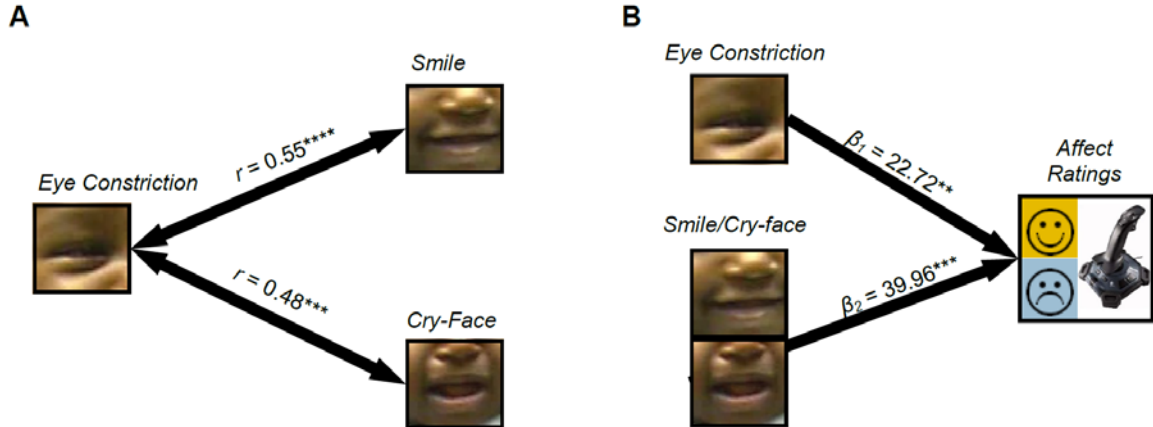 A
Smile
r = 0.55****
Eye Constriction
r = 0.48***
Cry-Face
B
Eye Constriction
β1 = 22.72**
Affect
Ratings
Smile/Cry-face
β2 = 39.96***